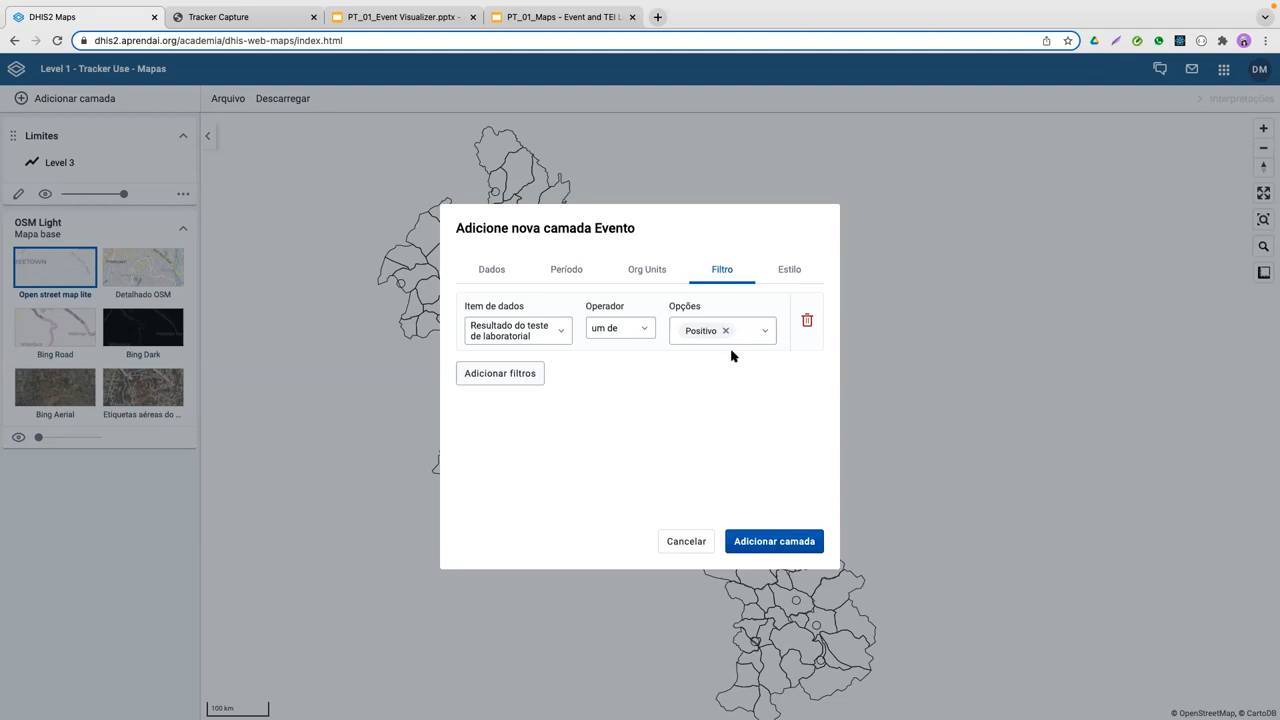 DHIS2 Maps
Tracker Capture
PT_01_Event Visualizer.pptx -
PT_01_Maps - Event and TEI L
dhis2.aprendai.org/academia/dhis-web-maps/index.html
Level 1 - Tracker Use - Mapas
DM
Adicionar camada
Arquivo
Descarregar
Interpretações
Limites
Level 3
OSM Light
Mapa base
Open street map lite
Detalhado OSM
Bing Road
Bing Dark
Bing Aerial
Etiquetas aéreas do ...
Adicione nova camada Evento
Dados
Período
Org Units
Filtro
Estilo
Item de dados
Operador
Opções
Resultado do teste
de laboratorial
um de
Positivo
Adicionar filtros
Cancelar
Adicionar camada
100 km
© OpenStreetMap, © CartoDB